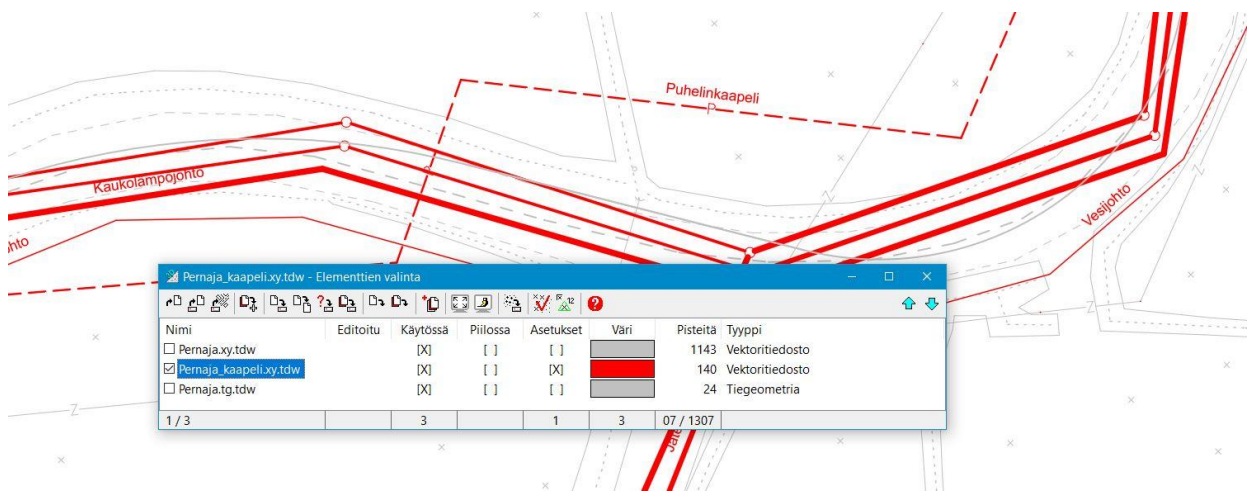 Puhelinkaapeli
P
Kaukolämpöjohto
Vesijohto
P
Z
Z
Z
Pernaja_kaapeli.xy.tdw - Elementtien valinta
Nimi Editoitu Käytössä Piilossa Asetukset Väri Pisteitä Tyyppi
Pernaja.xy.tdw [X] [ ] [ ] 1143 Vektoritiedosto
Pernaja_kaapeli.xy.tdw [X] [ ] [X] 140 Vektoritiedosto
Pernaja.tg.tdw [X] [ ] [ ] 24 Tiegeometria
1 / 3 3 1 3 07 / 1307
Z